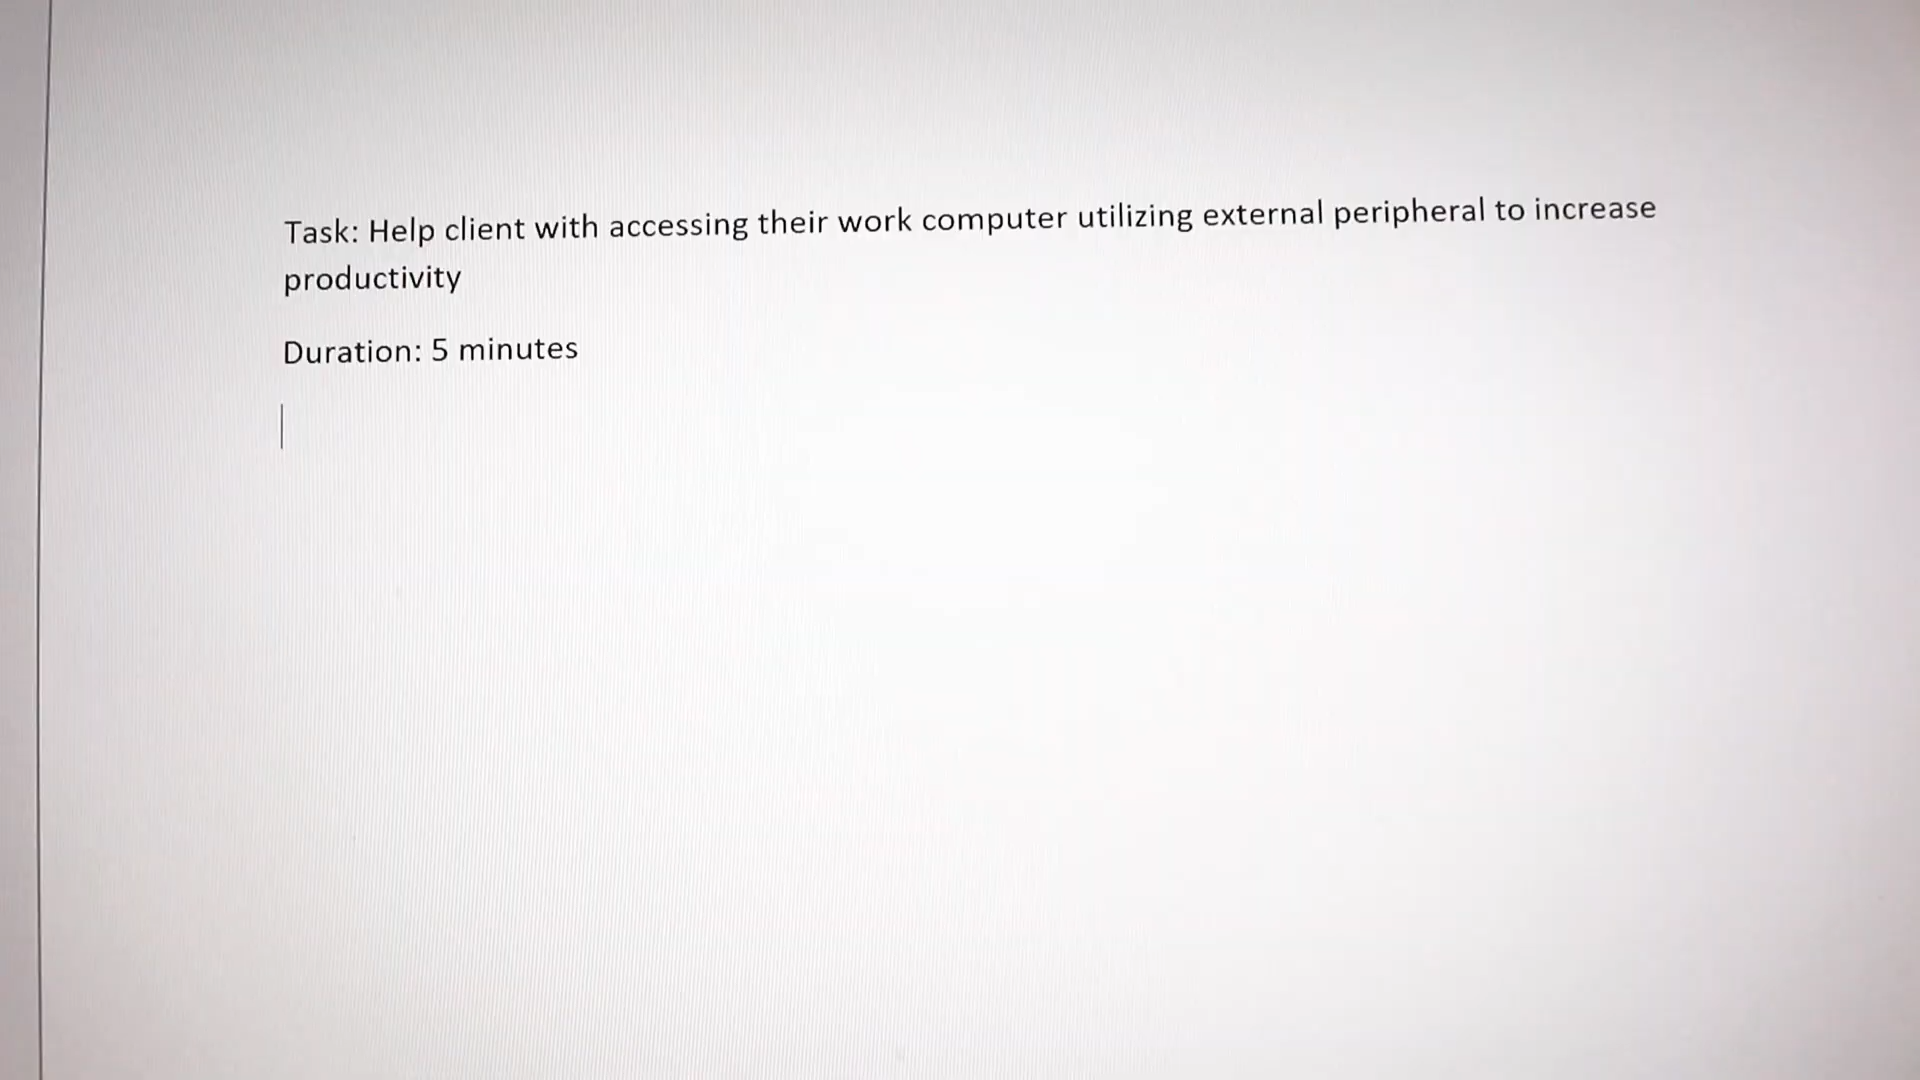 Task: Help client with accessing their work computer utilizing external peripheral to increase
productivity
Duration: 5 minutes